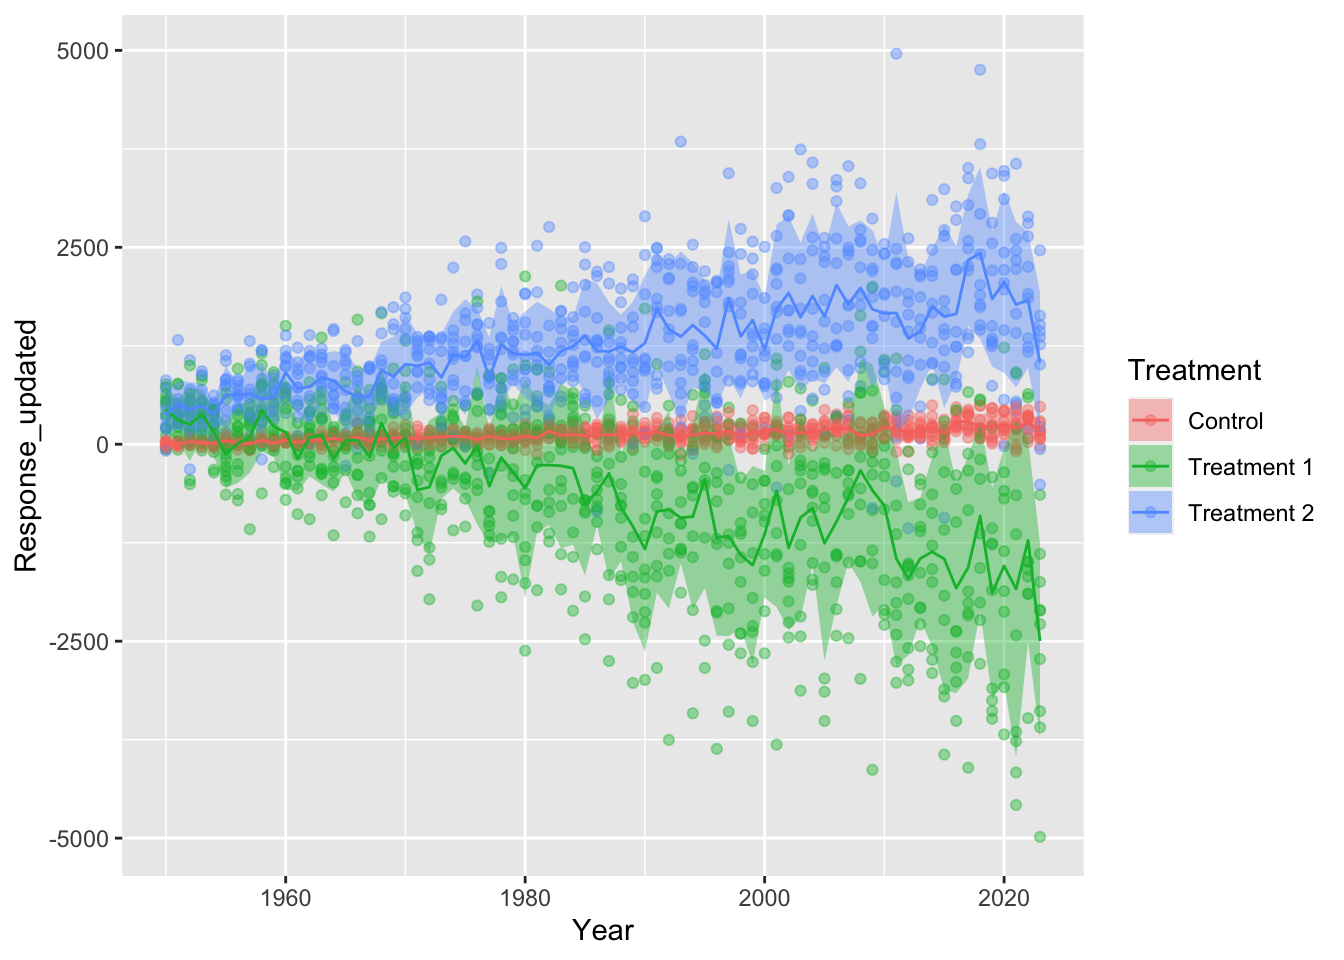 5000
2500
0
-2500
-5000
Response_updated
1960
1980
2000
2020
Year
Treatment
Control
Treatment 1
Treatment 2